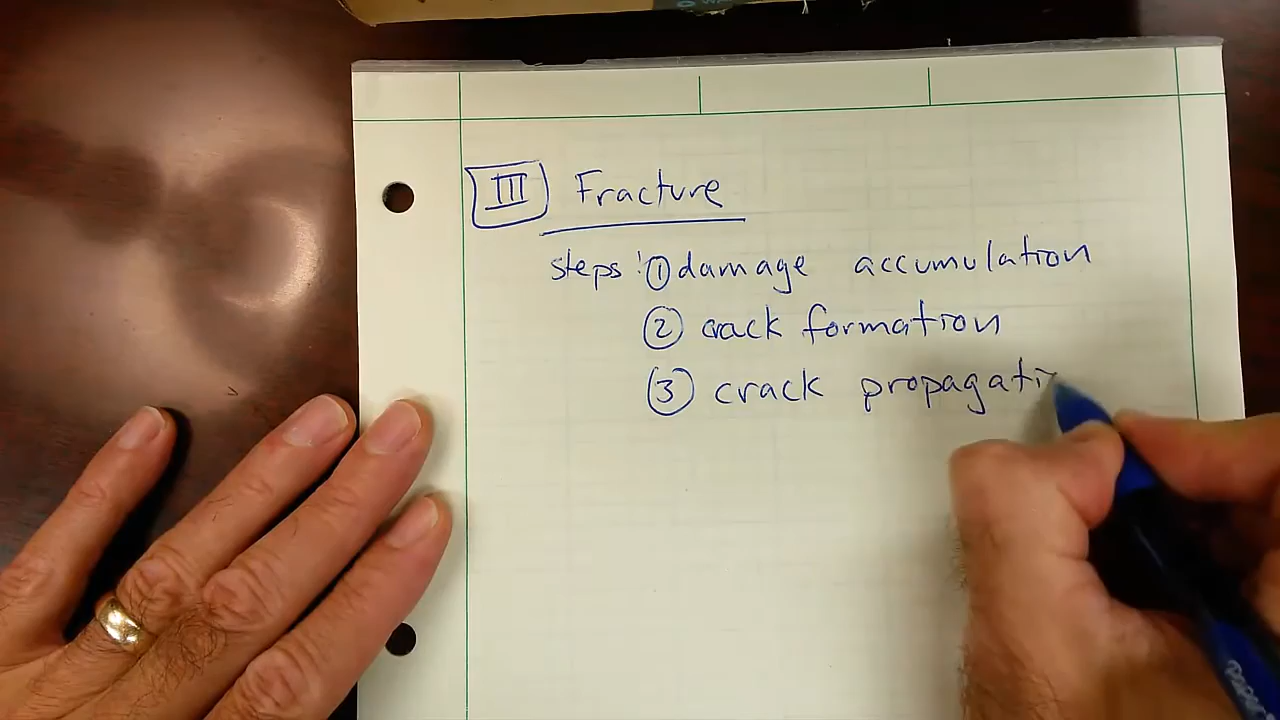 III Fracture
steps: ① damage accumulation
② crack formation
③ crack propagati